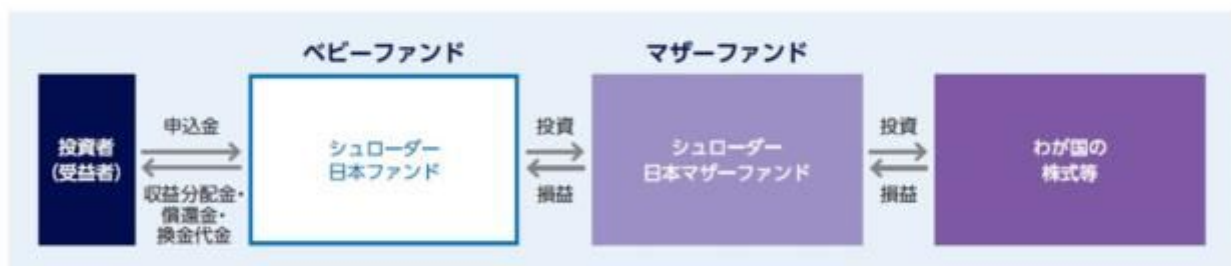 ベビーファンド
マザーファンド
投資者
(受益者)
申込金
収益分配金・
償還金・
換金代金
シュローダー
日本ファンド
投資
損益
シュローダー
日本マザーファンド
投資
損益
わが国の
株式等